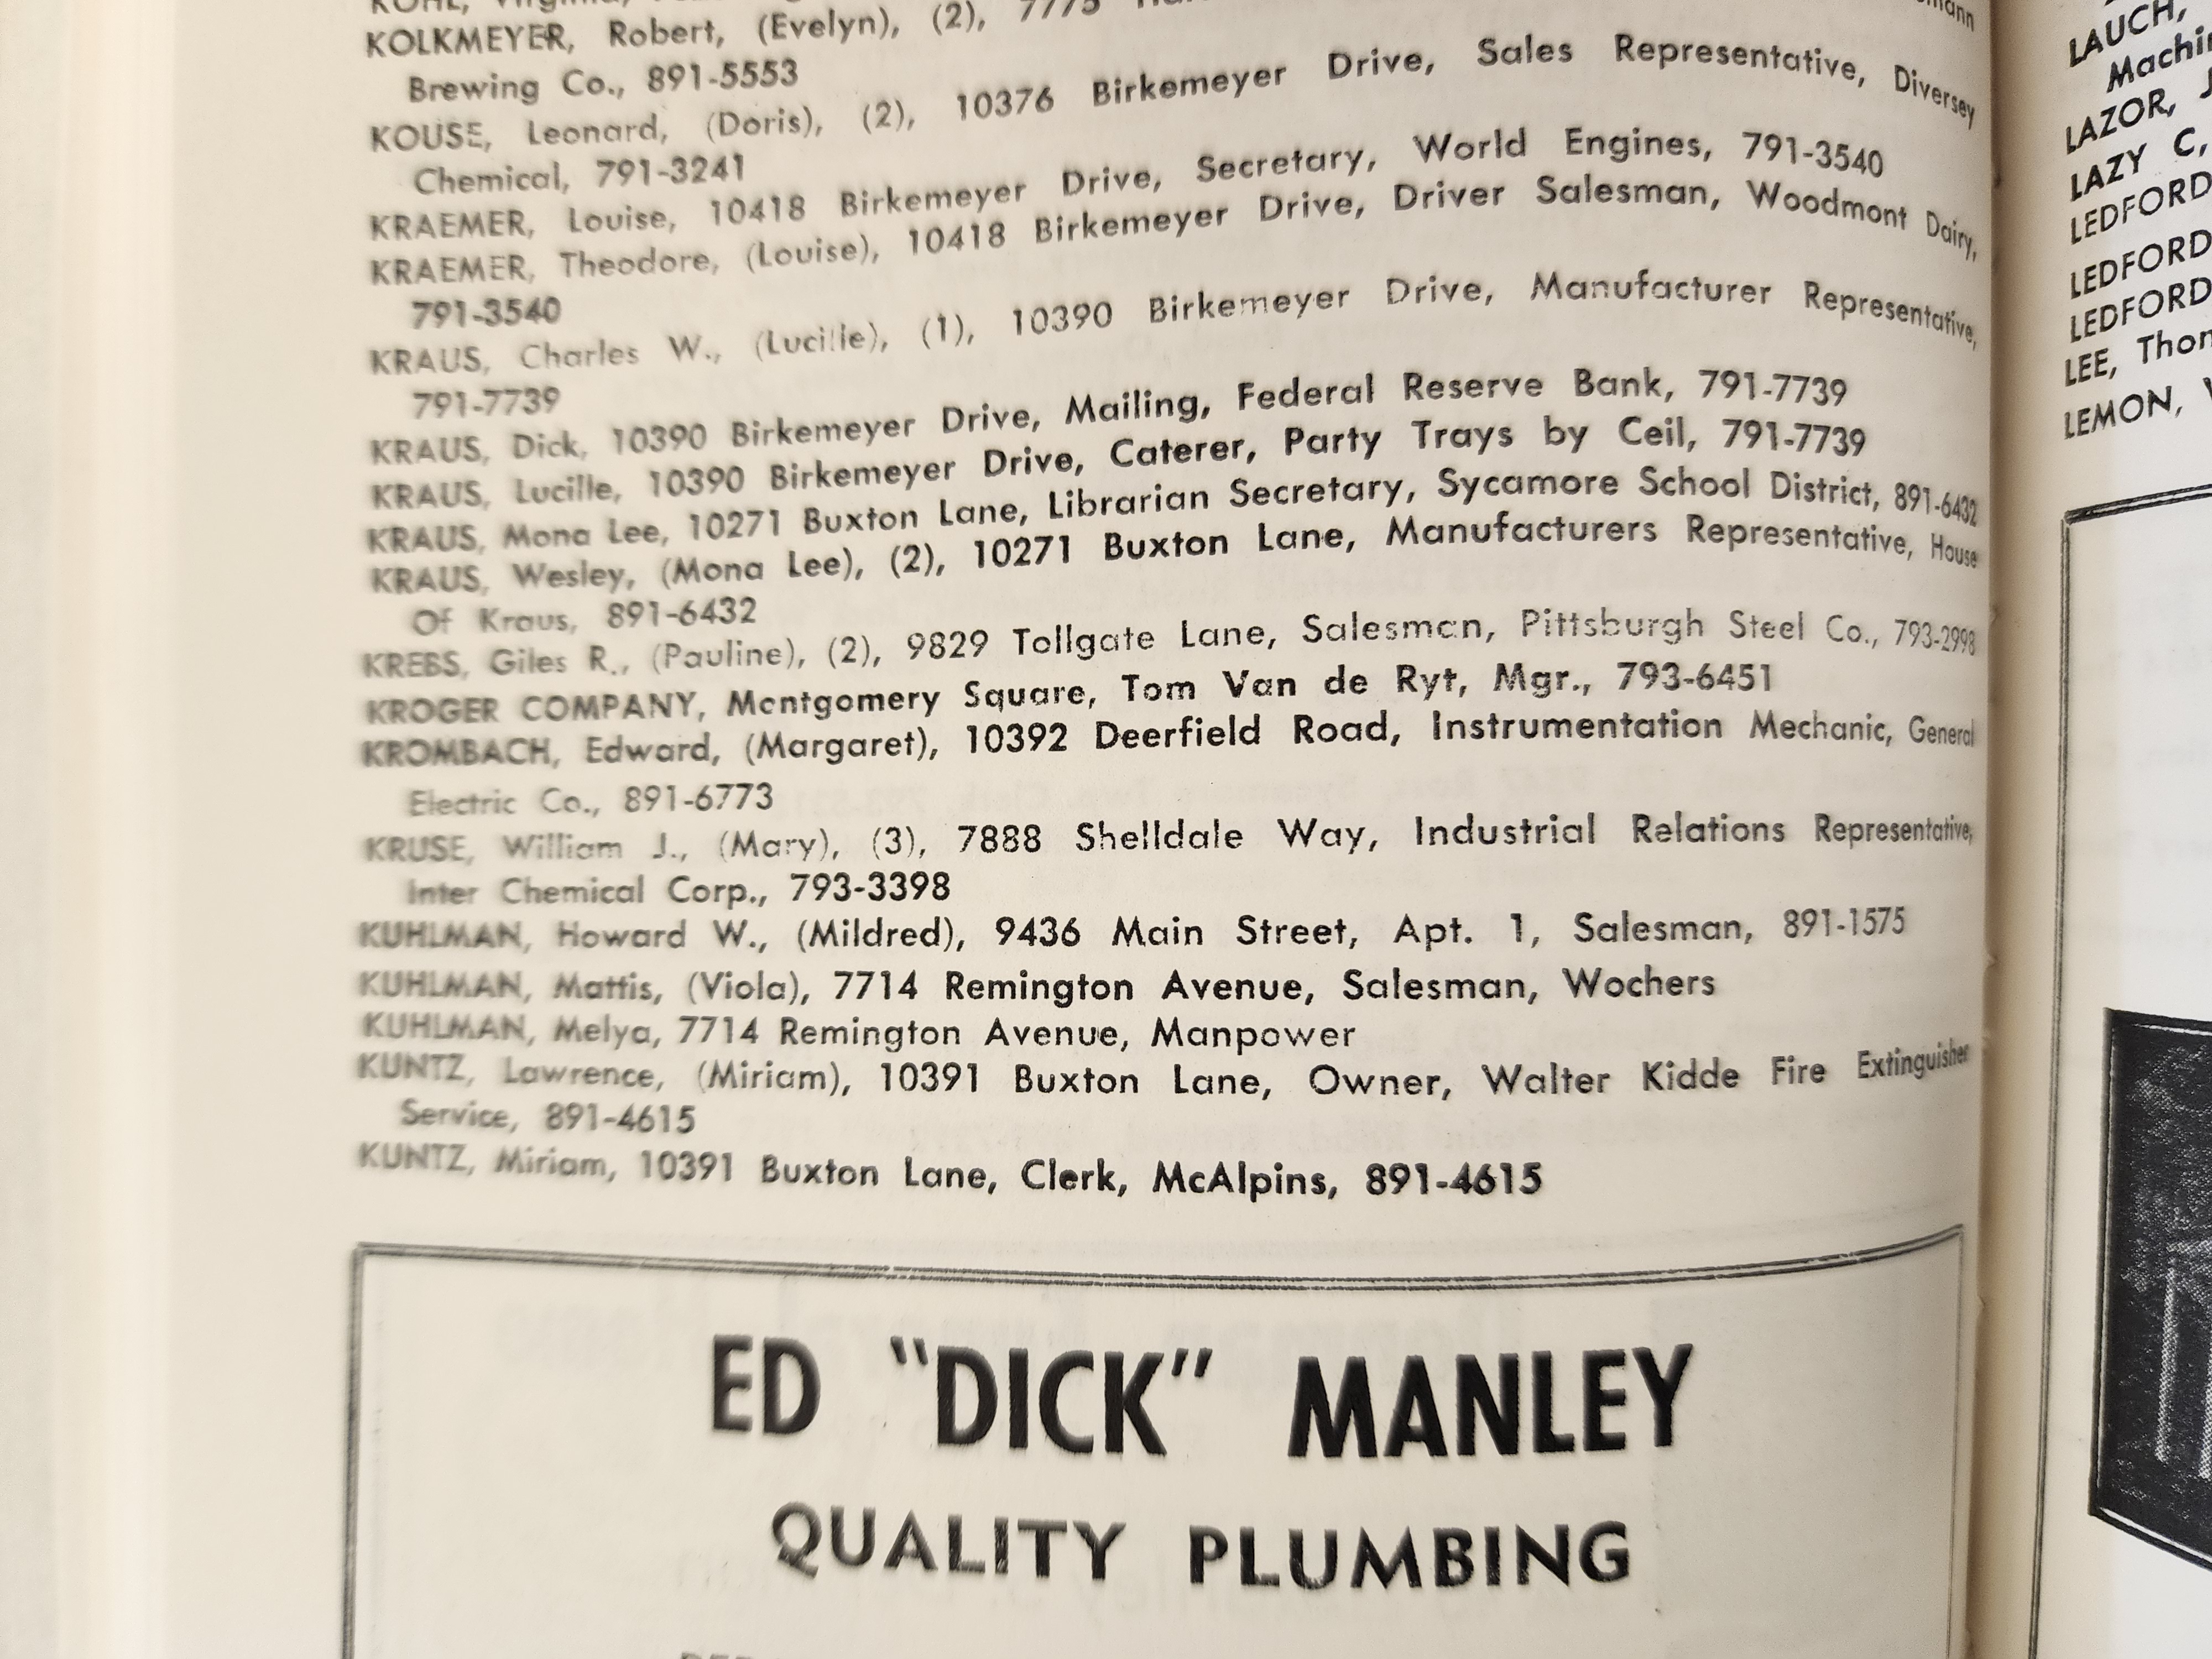 KOHL, Virginia,
KOLKMEYER, Robert, (Evelyn), (2), 7775
Brewing Co., 891-5553
KOUSE, Leonard, (Doris), (2), 10376 Birkemeyer Drive, Sales Representative, Diversey
Chemical, 791-3241
KRAEMER, Louise, 10418 Birkemeyer Drive, Secretary, World Engines, 791-3540
KRAEMER, Theodore, (Louise), 10418 Birkemeyer Drive, Driver Salesman, Woodmont Dairy,
791-3540
KRAUS, Charles W., (Lucille), (1), 10390 Birkemeyer Drive, Manufacturer Representative,
791-7739
KRAUS, Dick, 10390 Birkemeyer Drive, Mailing, Federal Reserve Bank, 791-7739
KRAUS, Lucille, 10390 Birkemeyer Drive, Caterer, Party Trays by Ceil, 791-7739
KRAUS, Mona Lee, 10271 Buxton Lane, Librarian Secretary, Sycamore School District, 891-6432
KRAUS, Wesley, (Mona Lee), (2), 10271 Buxton Lane, Manufacturers Representative, House
Of Kraus, 891-6432
KREBS, Giles R., (Pauline), (2), 9829 Tollgate Lane, Salesman, Pittsburgh Steel Co., 793-2998
KROGER COMPANY, Montgomery Square, Tom Van de Ryt, Mgr., 793-6451
KROMBACH, Edward, (Margaret), 10392 Deerfield Road, Instrumentation Mechanic, General
Electric Co., 891-6773
KRUSE, William J., (Mary), (3), 7888 Shelldale Way, Industrial Relations Representative,
Inter Chemical Corp., 793-3398
KUHLMAN, Howard W., (Mildred), 9436 Main Street, Apt. 1, Salesman, 891-1575
KUHLMAN, Mattis, (Viola), 7714 Remington Avenue, Salesman, Wochers
KUHLMAN, Melya, 7714 Remington Avenue, Manpower
KUNTZ, Lawrence, (Miriam), 10391 Buxton Lane, Owner, Walter Kidde Fire Extinguisher
Service, 891-4615
KUNTZ, Miriam, 10391 Buxton Lane, Clerk, McAlpins, 891-4615
ED "DICK" MANLEY
QUALITY PLUMBING
LAUCH,
LAZOR,
LAZY C,
LEDFORD
LEDFORD
LEDFORD
LEE,
LEMON,